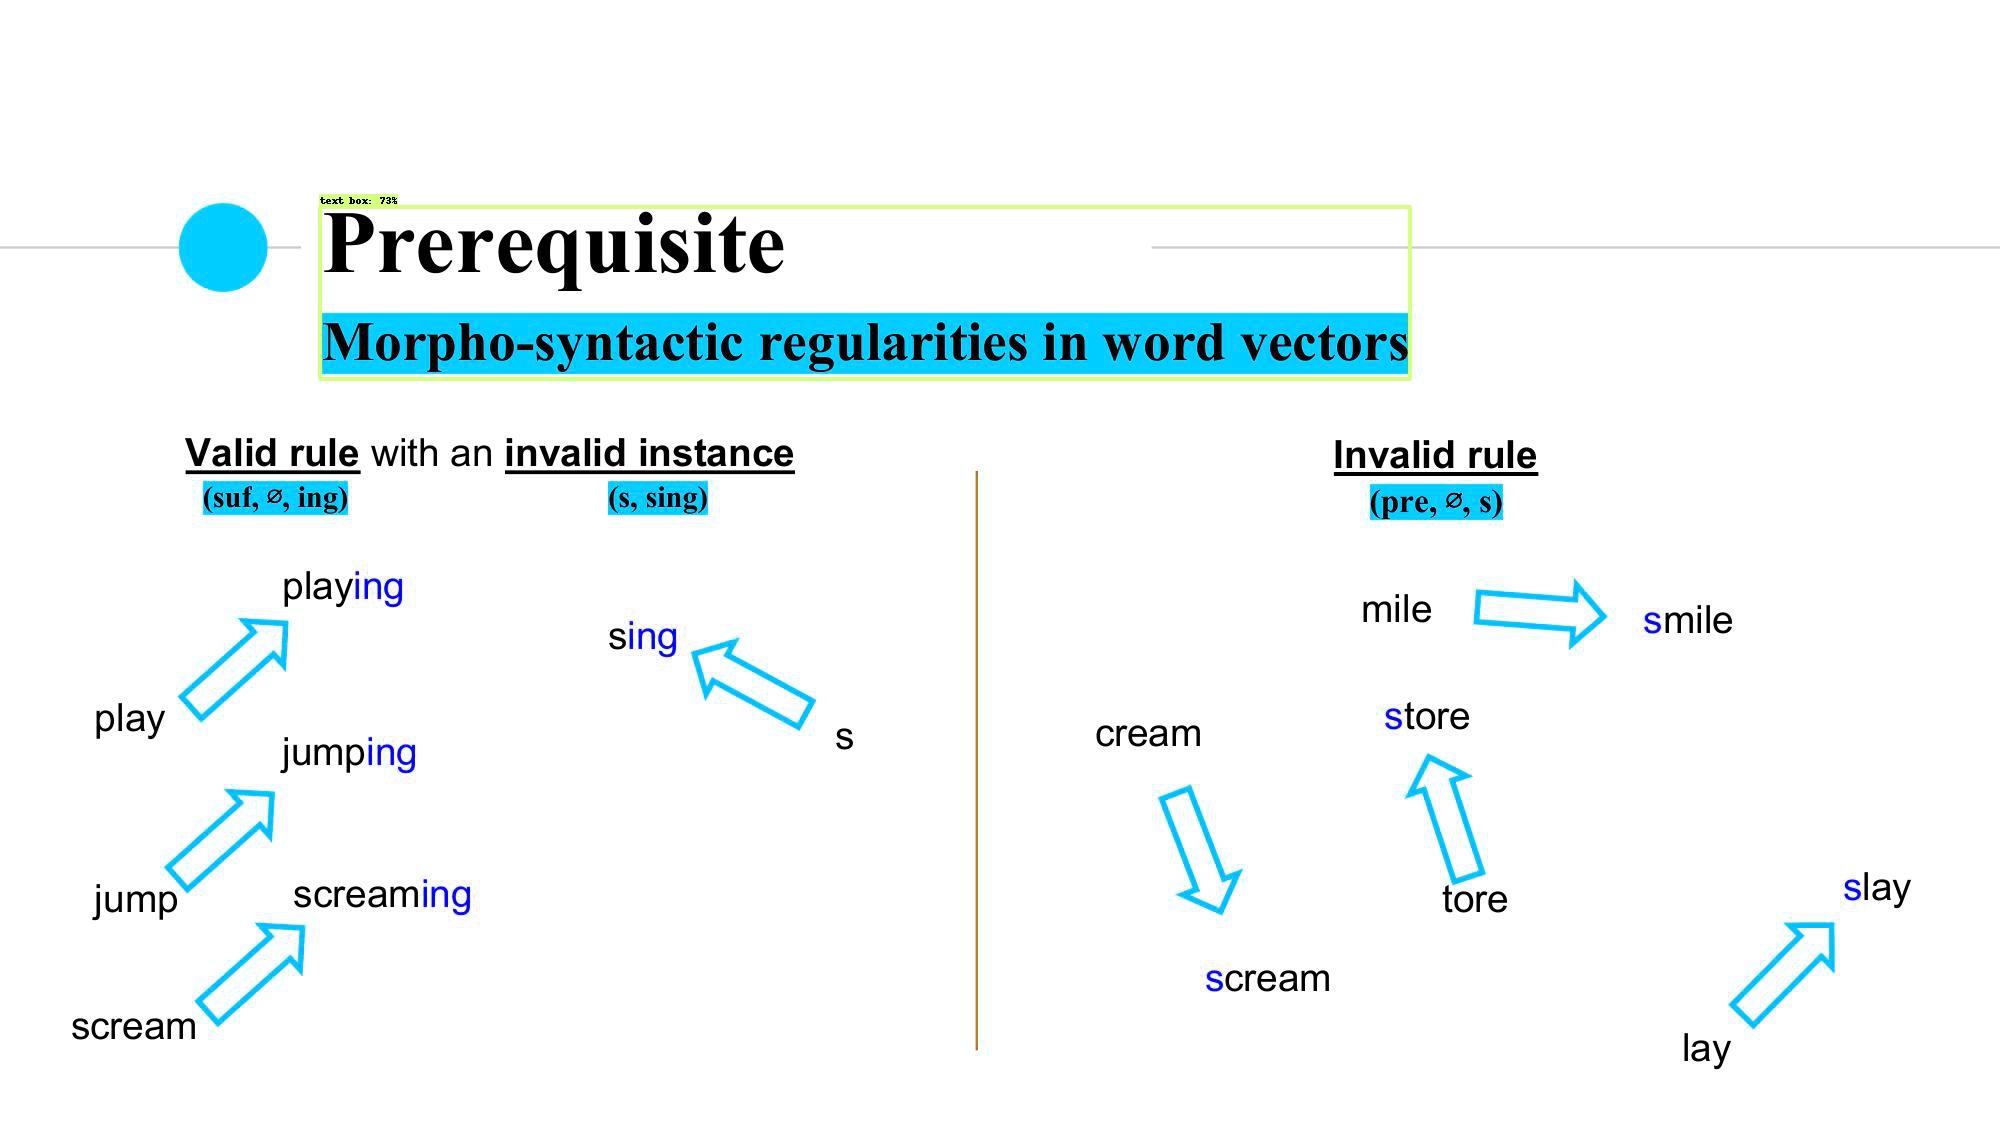 text box: 73%
Prerequisite
Morpho-syntactic regularities in word vectors
Valid rule with an invalid instance
(suf, ∅, ing)
(s, sing)
playing
sing
play
s
jumping
jump
screaming
scream
Invalid rule
(pre, ∅, s)
mile
smile
cream
store
tore
slay
scream
lay